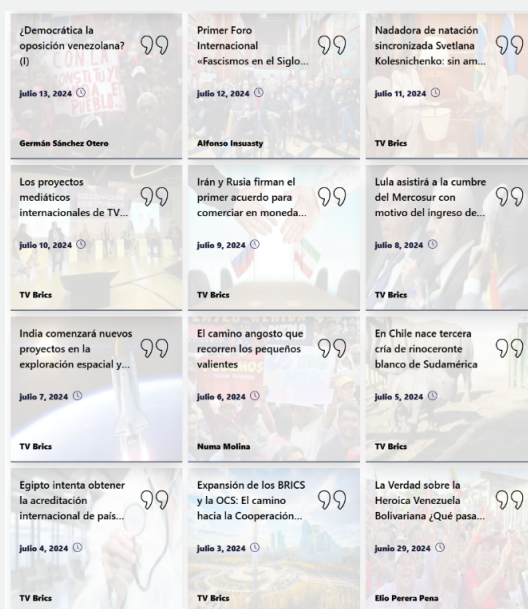 ¿Democrática la
oposición venezolana?
(I)
julio 13, 2024
Germán Sánchez Otero
Primer Foro
Internacional
«Fascismos en el Siglo...
julio 12, 2024
Alfonso Insuasty
Nadadora de natación
sincronizada Svetlana
Kolesnichenko: sin am...
julio 11, 2024
TV Brics
Los proyectos
mediáticos
internacionales de TV...
julio 10, 2024
TV Brics
Irán y Rusia firman el
primer acuerdo para
comerciar en moneda...
julio 9, 2024
TV Brics
Lula asistirá a la cumbre
del Mercosur con
motivo del ingreso de...
julio 8, 2024
TV Brics
India comenzará nuevos
proyectos en la
exploración espacial y...
julio 7, 2024
TV Brics
El camino angosto que
recorren los pequeños
valientes
julio 6, 2024
Numa Molina
En Chile nace tercera
cría de rinoceronte
blanco de Sudamérica
julio 5, 2024
TV Brics
Egipto intenta obtener
la acreditación
internacional de país...
julio 4, 2024
TV Brics
Expansión de los BRICS
y la OCS: El camino
hacia la Cooperación...
julio 3, 2024
TV Brics
La Verdad sobre la
Heroica Venezuela
Bolivariana ¿Qué pasa...
junio 29, 2024
Elio Perera Pena